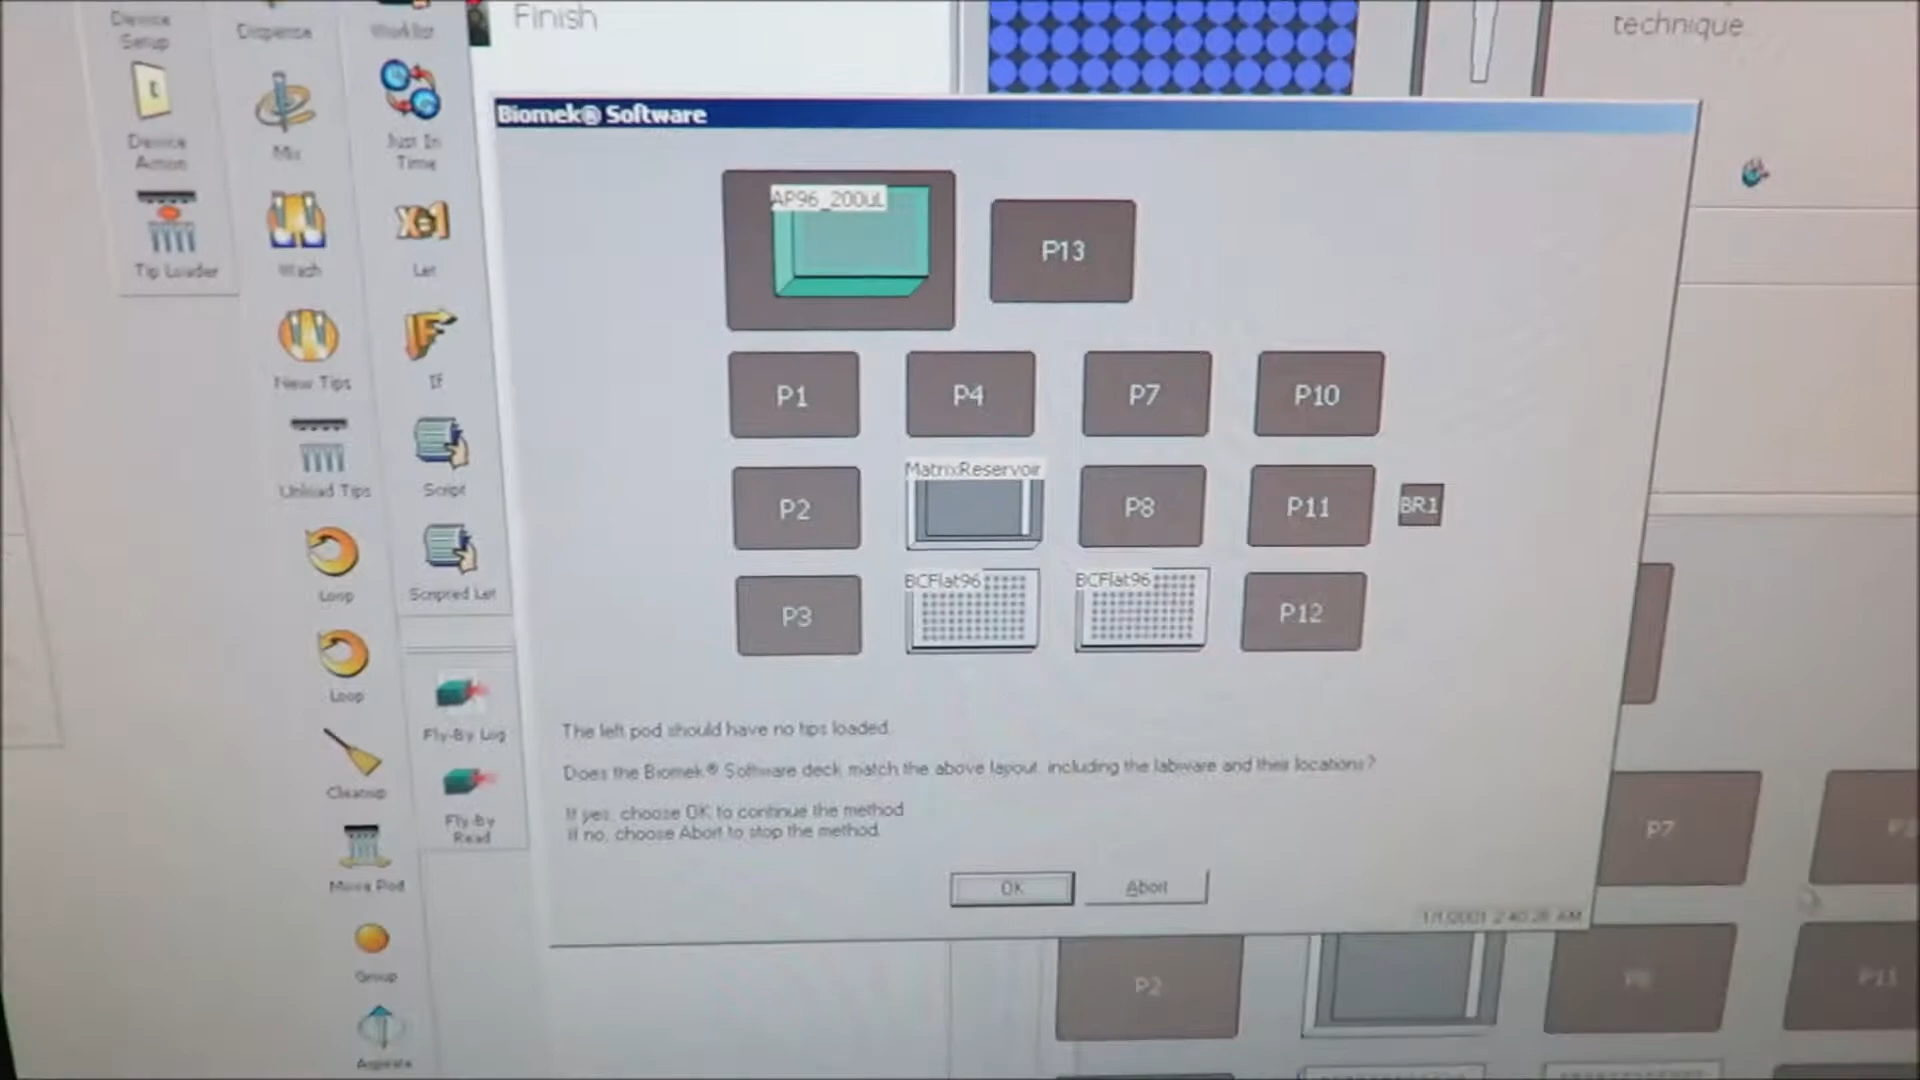 Device
Setup
Dispense
Worklist
Finish
technique.
Device
Action
Mix
Just In
Time
Tip Loader
Wash
Let
New Tips
If
Unload Tips
Script
Loop
Scripted Let
Loop
Fly-By Log
Cleanup
Fly-By
Read
Move Pod
Group
Aspirate
Biomek® Software
AP96_200uL
P13
P1
P4
P7
P10
P2
MatrixReservoir
P8
P11
BR1
P3
BCFlat96
BCFlat96
P12
The left pod should have no tips loaded.
Does the Biomek® Software deck match the above layout, including the labware and their locations?
If yes, choose OK to continue the method.
If no, choose Abort to stop the method.
OK
Abort
P7
P2
P11